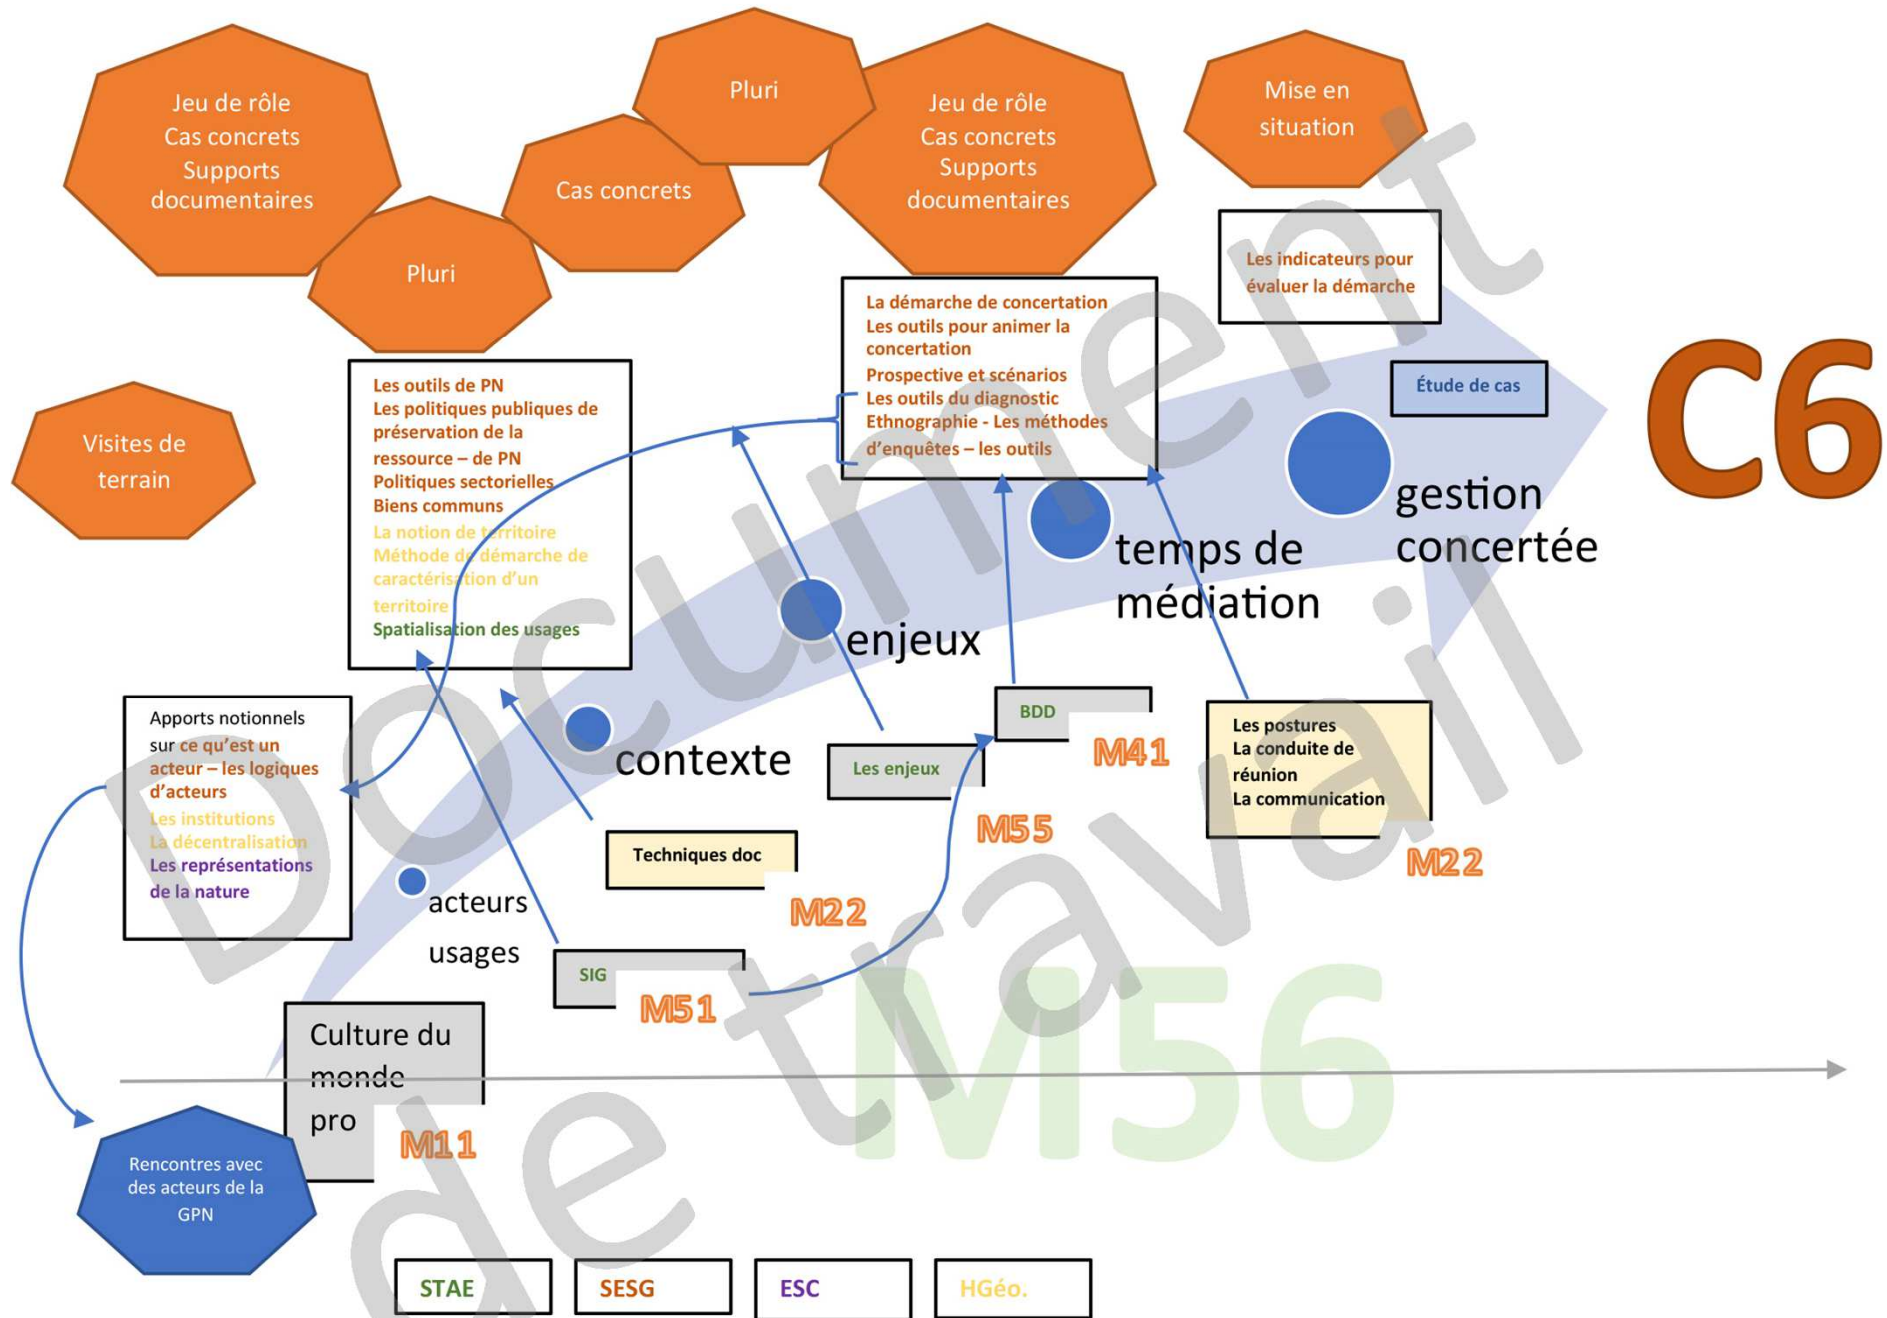 Jeu de rôle
Cas concrets
Supports
documentaires
Pluri
Cas concrets
Pluri
Jeu de rôle
Cas concrets
Supports
documentaires
Mise en
situation
Visites de
terrain
Les indicateurs pour
évaluer la démarche
La démarche de concertation
Les outils pour animer la
concertation
Prospective et scénarios
Les outils du diagnostic
Ethnographie - Les méthodes
d'enquêtes – les outils
Les outils de PN
Les politiques publiques de
préservation de la
ressource – de PN
Politiques sectorielles
Biens communs
La notion de territoire
Méthode de démarche de
caractérisation d'un
territoire
Spatialisation des usages
Étude de cas
C6
gestion
concertée
temps de
médiation
enjeux
contexte
acteurs
usages
Apports notionnels
sur ce qu'est un
acteur – les logiques
d'acteurs
Les institutions
La décentralisation
Les représentations
de la nature
BDD
M41
Les enjeux
M55
Les postures
La conduite de
réunion
La communication
M22
Techniques doc
M22
SIG
M51
Culture du
monde
pro
M11
M56
Rencontres avec
des acteurs de la
GPN
STAE
SESG
ESC
HGéo.
Document
de travail